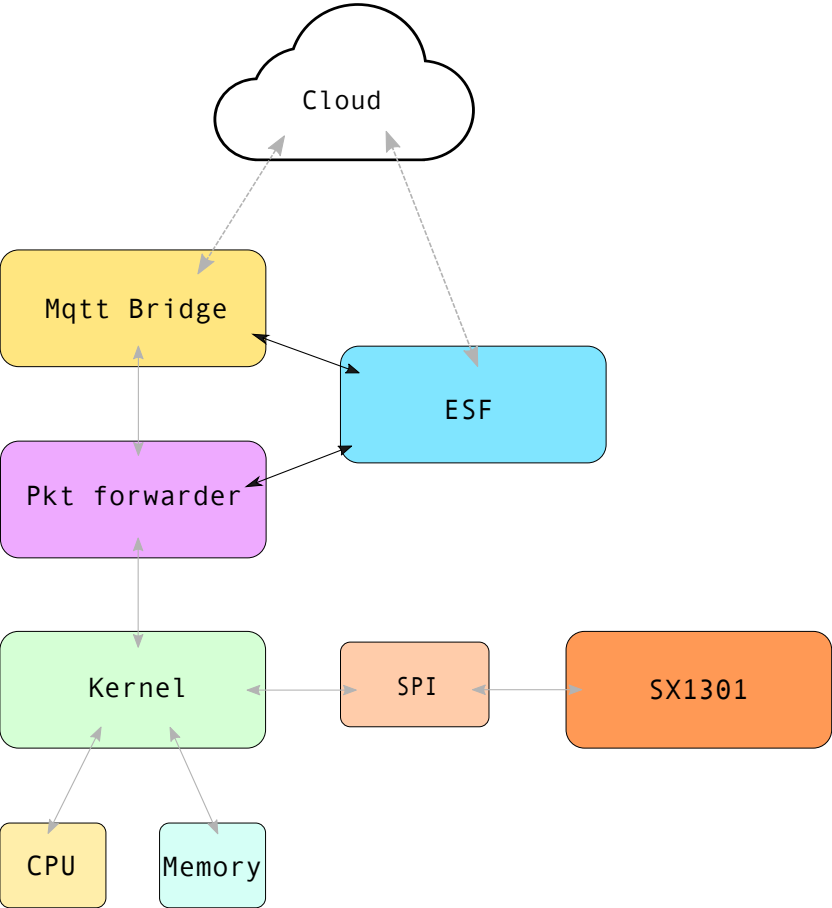 Cloud
Mqtt Bridge
ESF
Pkt forwarder
Kernel
SPI
SX1301
CPU
Memory